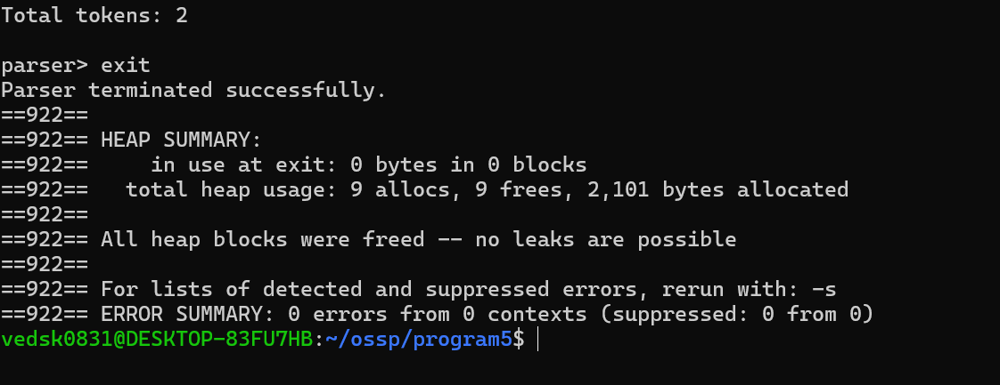 Total tokens: 2
parser> exit
Parser terminated successfully.
==922==
==922== HEAP SUMMARY:
==922==     in use at exit: 0 bytes in 0 blocks
==922==   total heap usage: 9 allocs, 9 frees, 2,101 bytes allocated
==922==
==922== All heap blocks were freed -- no leaks are possible
==922==
==922== For lists of detected and suppressed errors, rerun with: -s
==922== ERROR SUMMARY: 0 errors from 0 contexts (suppressed: 0 from 0)
vedsk0831@DESKTOP-83FU7HB:~/ossp/program5$